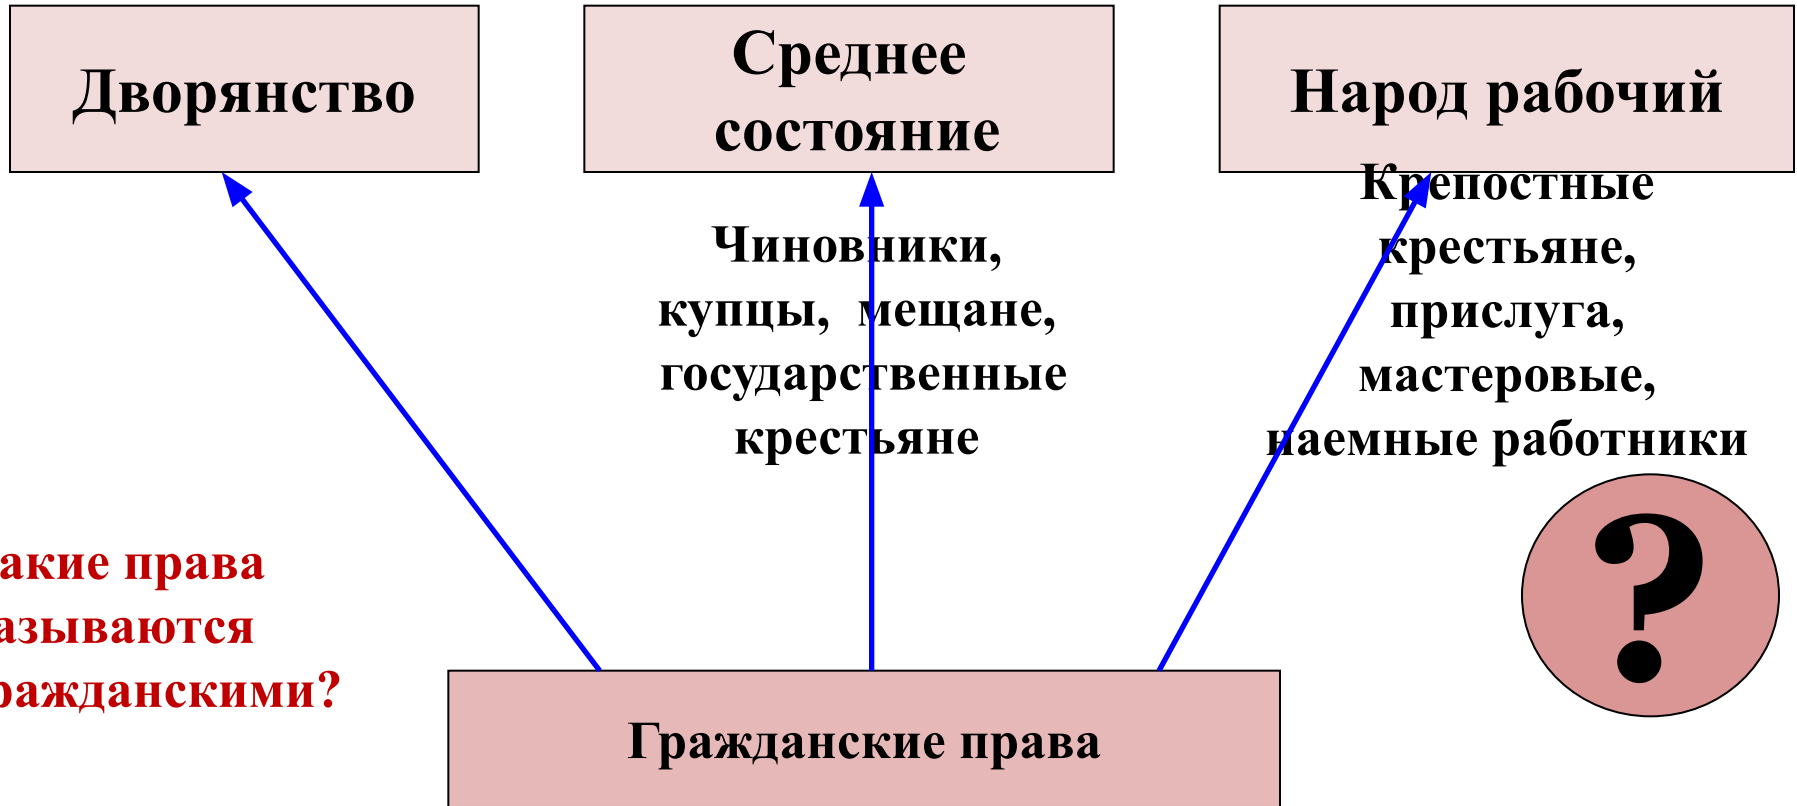 Дворянство
Среднее
состояние
Народ рабочий
Чиновники,
купцы, мещане,
государственные
крестьяне
Крепостные
крестьяне,
прислуга,
мастеровые,
наемные работники
акие права
азываются
ражданскими?
?
Гражданские права